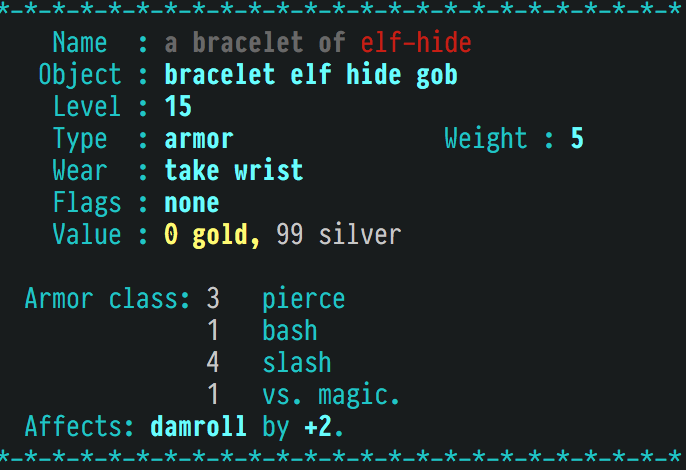 *-*-*-*-*-*-*-*-*-*-*-*-*-*-*-*-*-*-*-*-*-*-*-*-*
Name : a bracelet of elf-hide
Object : bracelet elf hide gob
Level : 15
Type : armor Weight : 5
Wear : take wrist
Flags : none
Value : 0 gold, 99 silver
Armor class: 3 pierce
1 bash
4 slash
1 vs. magic.
Affects: damroll by +2.
*-*-*-*-*-*-*-*-*-*-*-*-*-*-*-*-*-*-*-*-*-*-*-*-*